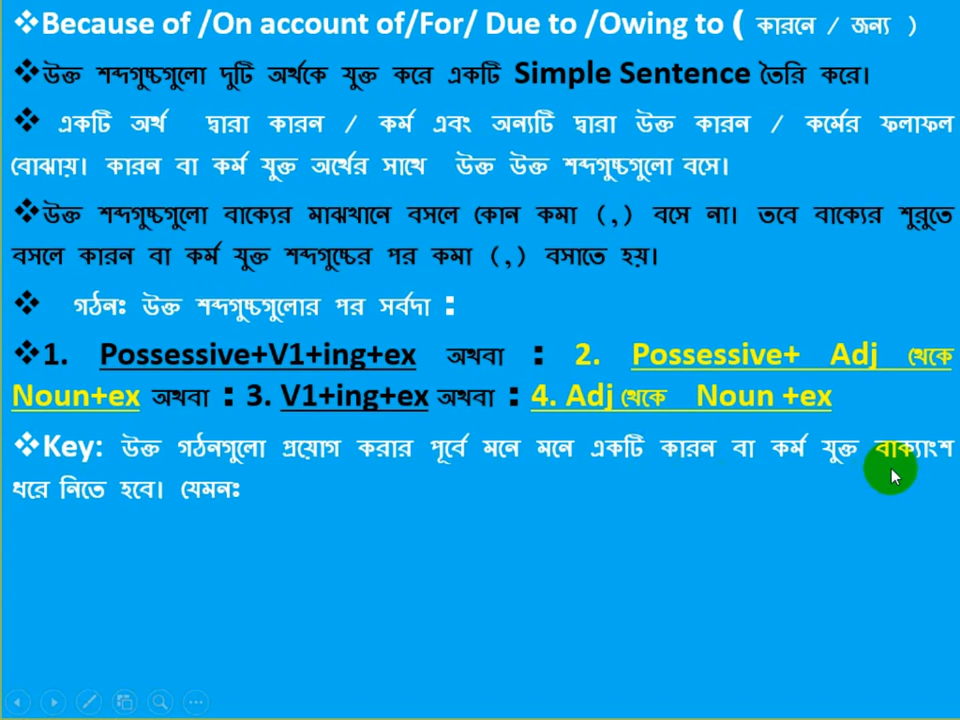 ❖Because of /On account of/For/ Due to /Owing to ( কারনে / জন্য )
❖উক্ত শব্দগুচ্ছগুলো দুটি অর্থকে যুক্ত করে একটি Simple Sentence তৈরি করে।
❖ একটি অর্থ দ্বারা কারন / কর্ম এবং অন্যটি দ্বারা উক্ত কারন / কর্মের ফলাফল
বোঝায়। কারন বা কর্ম যুক্ত অর্থের সাথে উক্ত উক্ত শব্দগুচ্ছগুলো বসে।
❖উক্ত শব্দগুচ্ছগুলো বাক্যের মাঝখানে বসলে কোন কমা (,) বসে না। তবে বাক্যের শুরুতে
বসলে কারন বা কর্ম যুক্ত শব্দগুচ্ছের পর কমা (,) বসাতে হয়।
❖ গঠনঃ উক্ত শব্দগুচ্ছগুলোর পর সর্বদা :
❖1. Possessive+V1+ing+ex অথবা : 2. Possessive+ Adj থেকে
Noun+ex অথবা : 3. V1+ing+ex অথবা : 4. Adj থেকে Noun +ex
❖Key: উক্ত গঠনগুলো প্রয়োগ করার পূর্বে মনে মনে একটি কারন বা কর্ম যুক্ত বাক্যাংশ
ধরে নিতে হবে। যেমনঃ